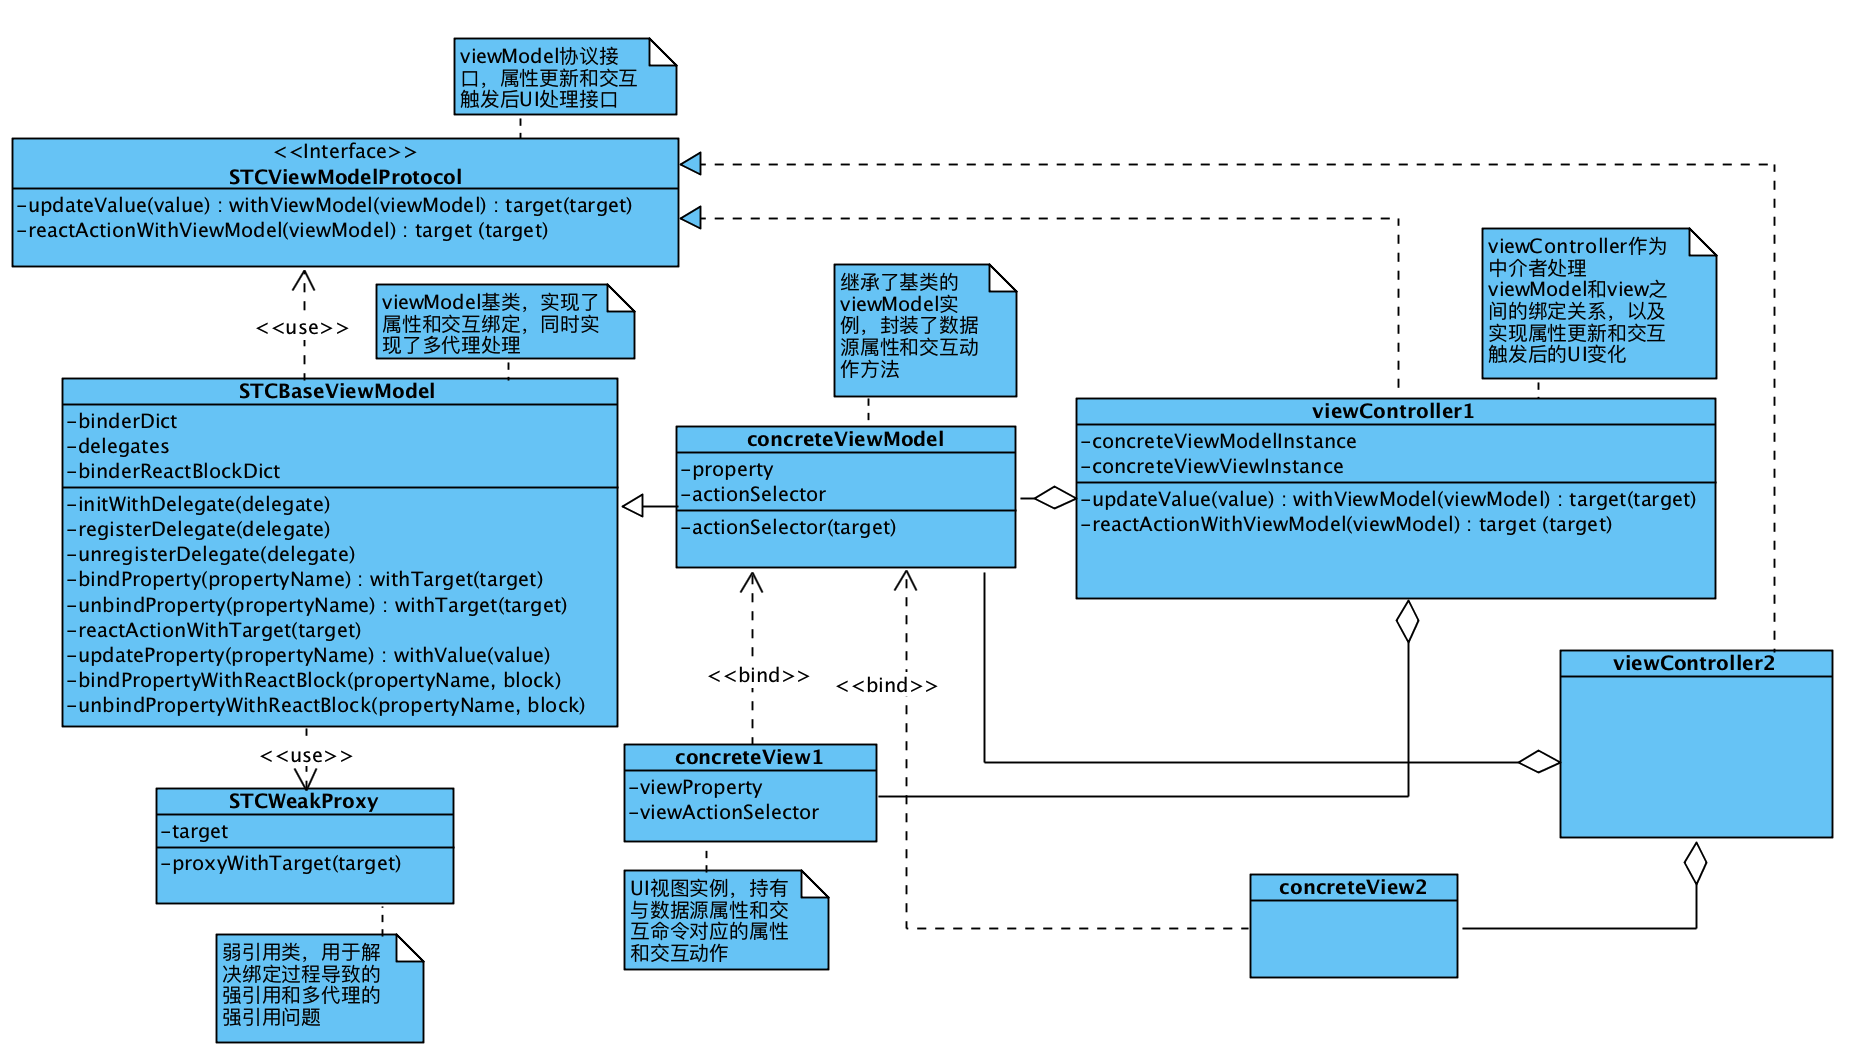 viewModel协议接
口，属性更新和交互
触发后UI处理接口
<<Interface>>
STCViewModelProtocol
-updateValue(value) : withViewModel(viewModel) : target(target)
-reactActionWithViewModel(viewModel) : target (target)
<<use>>
viewModel基类，实现了
属性和交互绑定，同时实
现了多代理处理
STCBaseViewModel
-binderDict
-delegates
-binderReactBlockDict
-initWithDelegate(delegate)
-registerDelegate(delegate)
-unregisterDelegate(delegate)
-bindProperty(propertyName) : withTarget(target)
-unbindProperty(propertyName) : withTarget(target)
-reactActionWithTarget(target)
-updateProperty(propertyName) : withValue(value)
-bindPropertyWithReactBlock(propertyName, block)
-unbindPropertyWithReactBlock(propertyName, block)
<<use>>
STCWeakProxy
-target
-proxyWithTarget(target)
弱引用类，用于解
决绑定过程导致的
强引用和多代理的
强引用问题
继承了基类的
viewModel实
例，封装了数据
源属性和交互动
作方法
concreteViewModel
-property
-actionSelector
-actionSelector(target)
<<bind>>
<<bind>>
concreteView1
-viewProperty
-viewActionSelector
UI视图实例，持有
与数据源属性和交
互命令对应的属性
和交互动作
viewController作为
中介者处理
viewModel和view之
间的绑定关系，以及
实现属性更新和交互
触发后的UI变化
viewController1
-concreteViewModelInstance
-concreteViewViewInstance
-updateValue(value) : withViewModel(viewModel) : target(target)
-reactActionWithViewModel(viewModel) : target (target)
viewController2
concreteView2